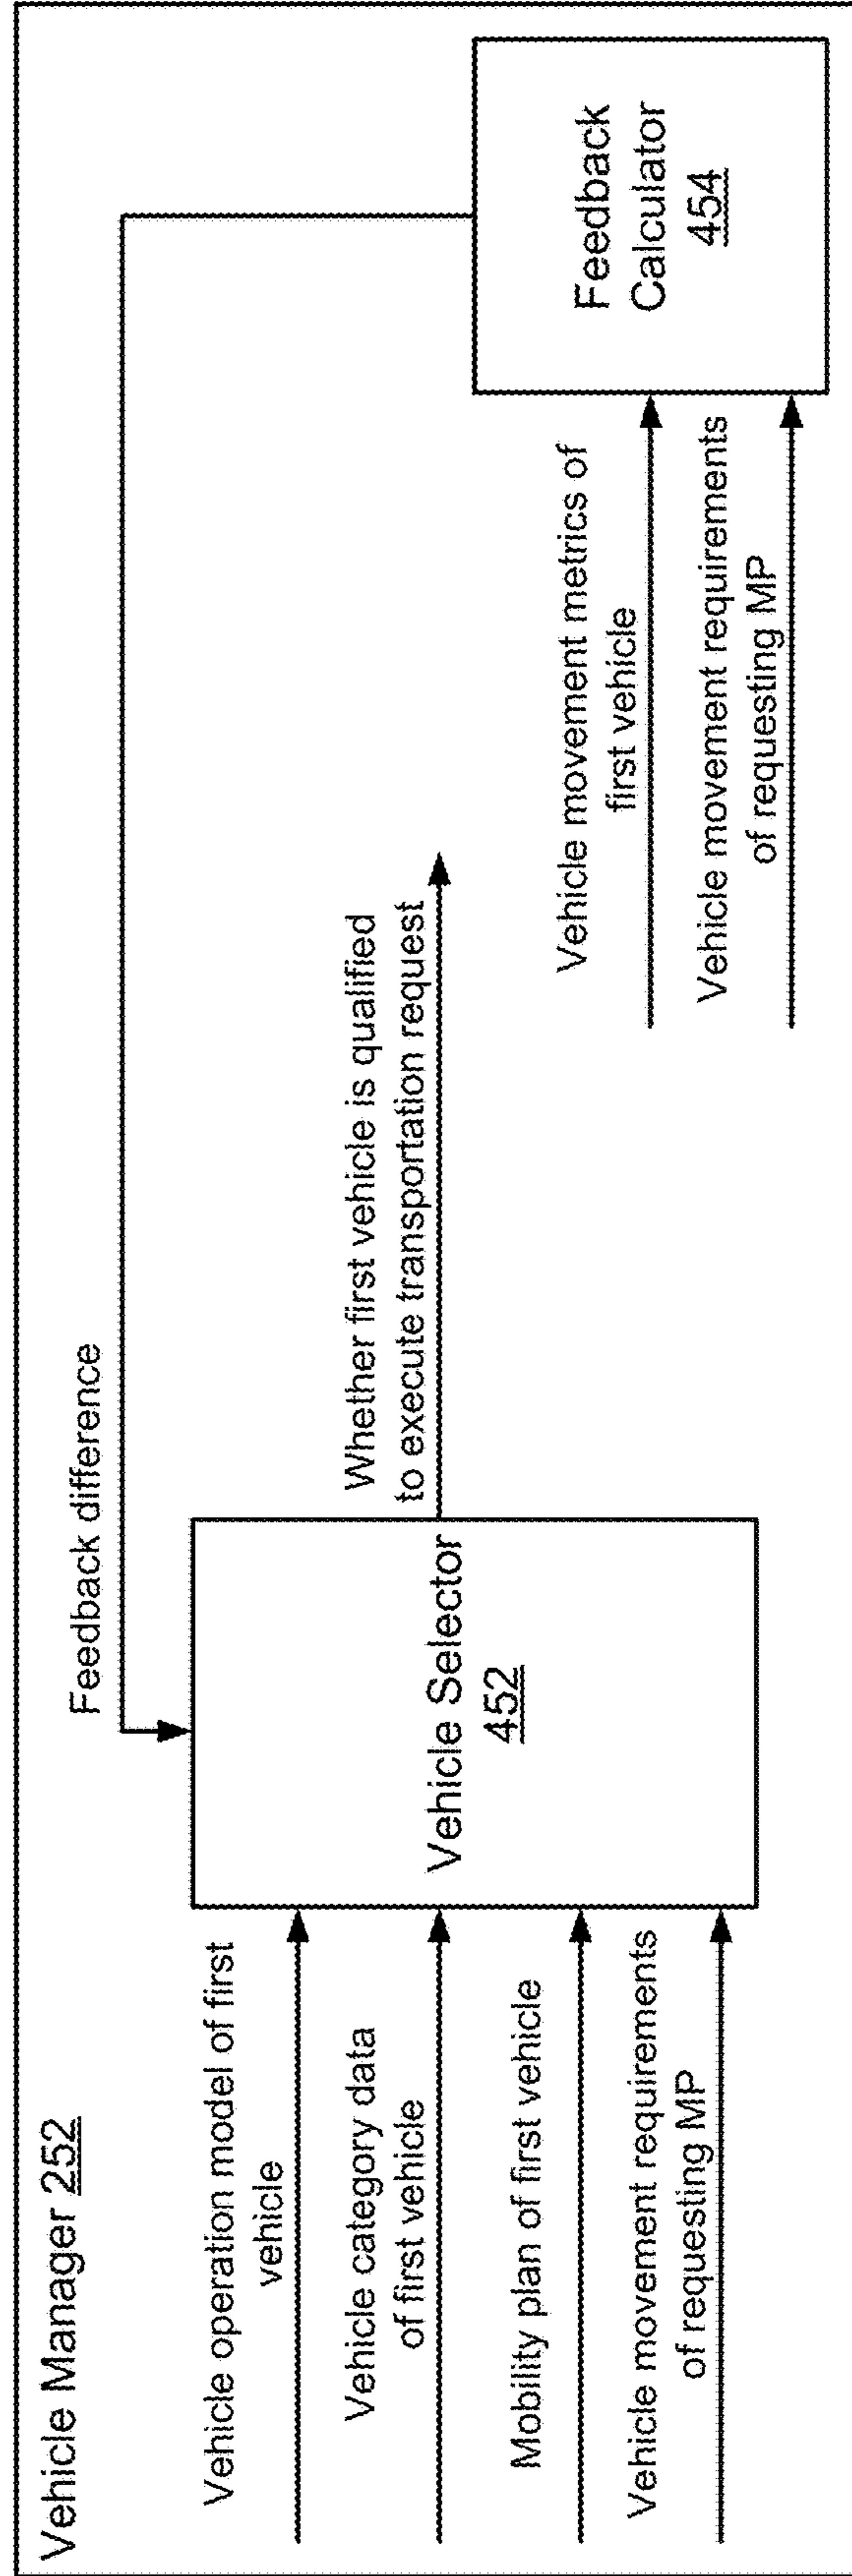 Vehicle Manager 252
Feedback difference
Vehicle operation model of first
vehicle
Vehicle category data
of first vehicle
Mobility plan of first vehicle
Vehicle movement requirements
of requesting MP
Vehicle Selector
452
Whether first vehicle is qualified
to execute transportation request
Vehicle movement metrics of
first vehicle
Vehicle movement requirements
of requesting MP
Feedback
Calculator
454